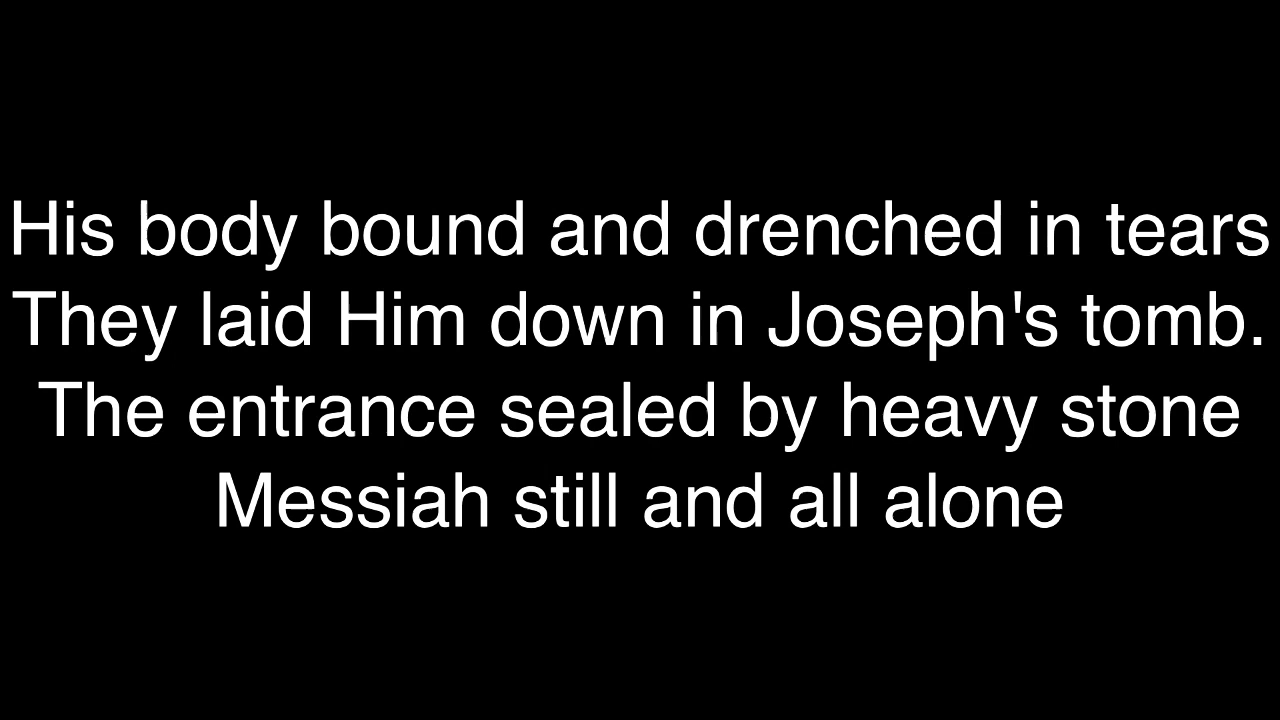 His body bound and drenched in tears
They laid Him down in Joseph's tomb.
The entrance sealed by heavy stone
Messiah still and all alone